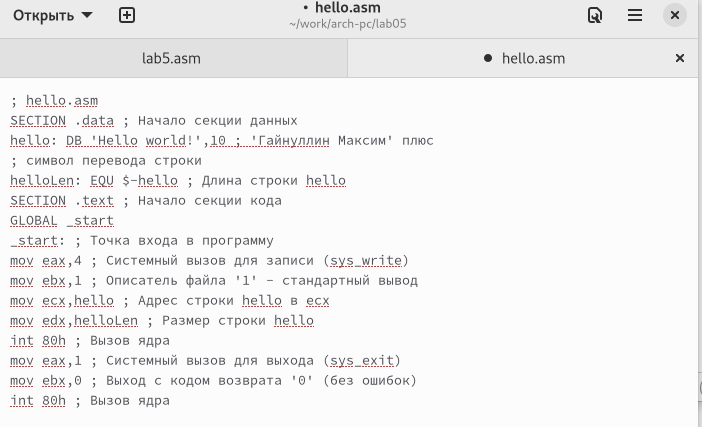 Открыть
• hello.asm
~/work/arch-pc/lab05
lab5.asm
● hello.asm
; hello.asm
SECTION .data ; Начало секции данных
hello: DB 'Hello world!',10 ; 'Гайнуллин Максим' плюс
; символ перевода строки
helloLen: EQU $-hello ; Длина строки hello
SECTION .text ; Начало секции кода
GLOBAL _start
_start: ; Точка входа в программу
mov eax,4 ; Системный вызов для записи (sys_write)
mov ebx,1 ; Описатель файла '1' - стандартный вывод
mov ecx,hello ; Адрес строки hello в ecx
mov edx,helloLen ; Размер строки hello
int 80h ; Вызов ядра
mov eax,1 ; Системный вызов для выхода (sys_exit)
mov ebx,0 ; Выход с кодом возврата '0' (без ошибок)
int 80h ; Вызов ядра